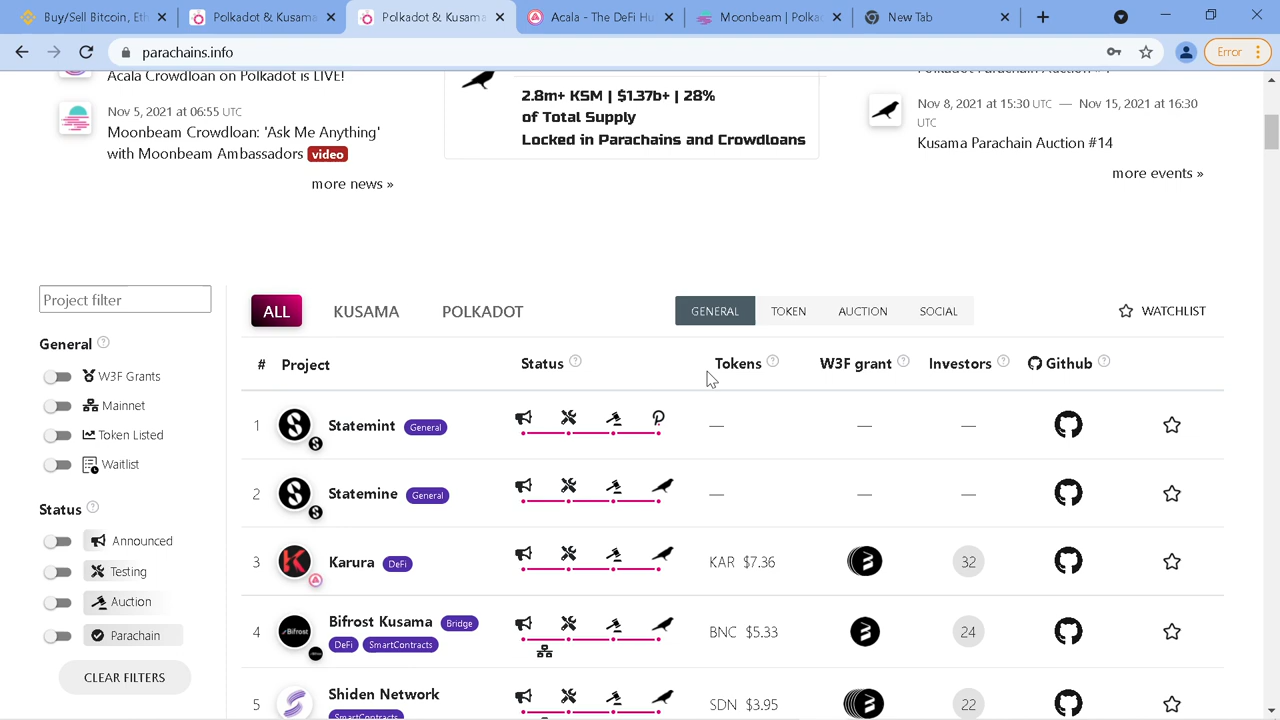 Buy/Sell Bitcoin, Eth
Polkadot & Kusama
Polkadot & Kusama
Acala - The DeFi Hub
Moonbeam | Polka
New Tab
parachains.info
Error
Acala Crowdloan on Polkadot is LIVE!
Nov 5, 2021 at 06:55 UTC
Moonbeam Crowdloan: 'Ask Me Anything'
with Moonbeam Ambassadors video
more news »
2.8m+ KSM | $1.37b+ | 28%
of Total Supply
Locked in Parachains and Crowdloans
Polkadot Parachain Auction #1
Nov 8, 2021 at 15:30 UTC — Nov 15, 2021 at 16:30
UTC
Kusama Parachain Auction #14
more events »
Project filter
General
W3F Grants
Mainnet
Token Listed
Waitlist
Status
Announced
Testing
Auction
Parachain
CLEAR FILTERS
ALL KUSAMA POLKADOT GENERAL TOKEN AUCTION SOCIAL WATCHLIST
# Project Status Tokens W3F grant Investors Github
1 Statemint General — — —
2 Statemine General — — —
3 Karura DeFi KAR $7.36 32
4 Bifrost Kusama Bridge BNC $5.33 24
DeFi SmartContracts
5 Shiden Network SDN $3.95 22
SmartContracts